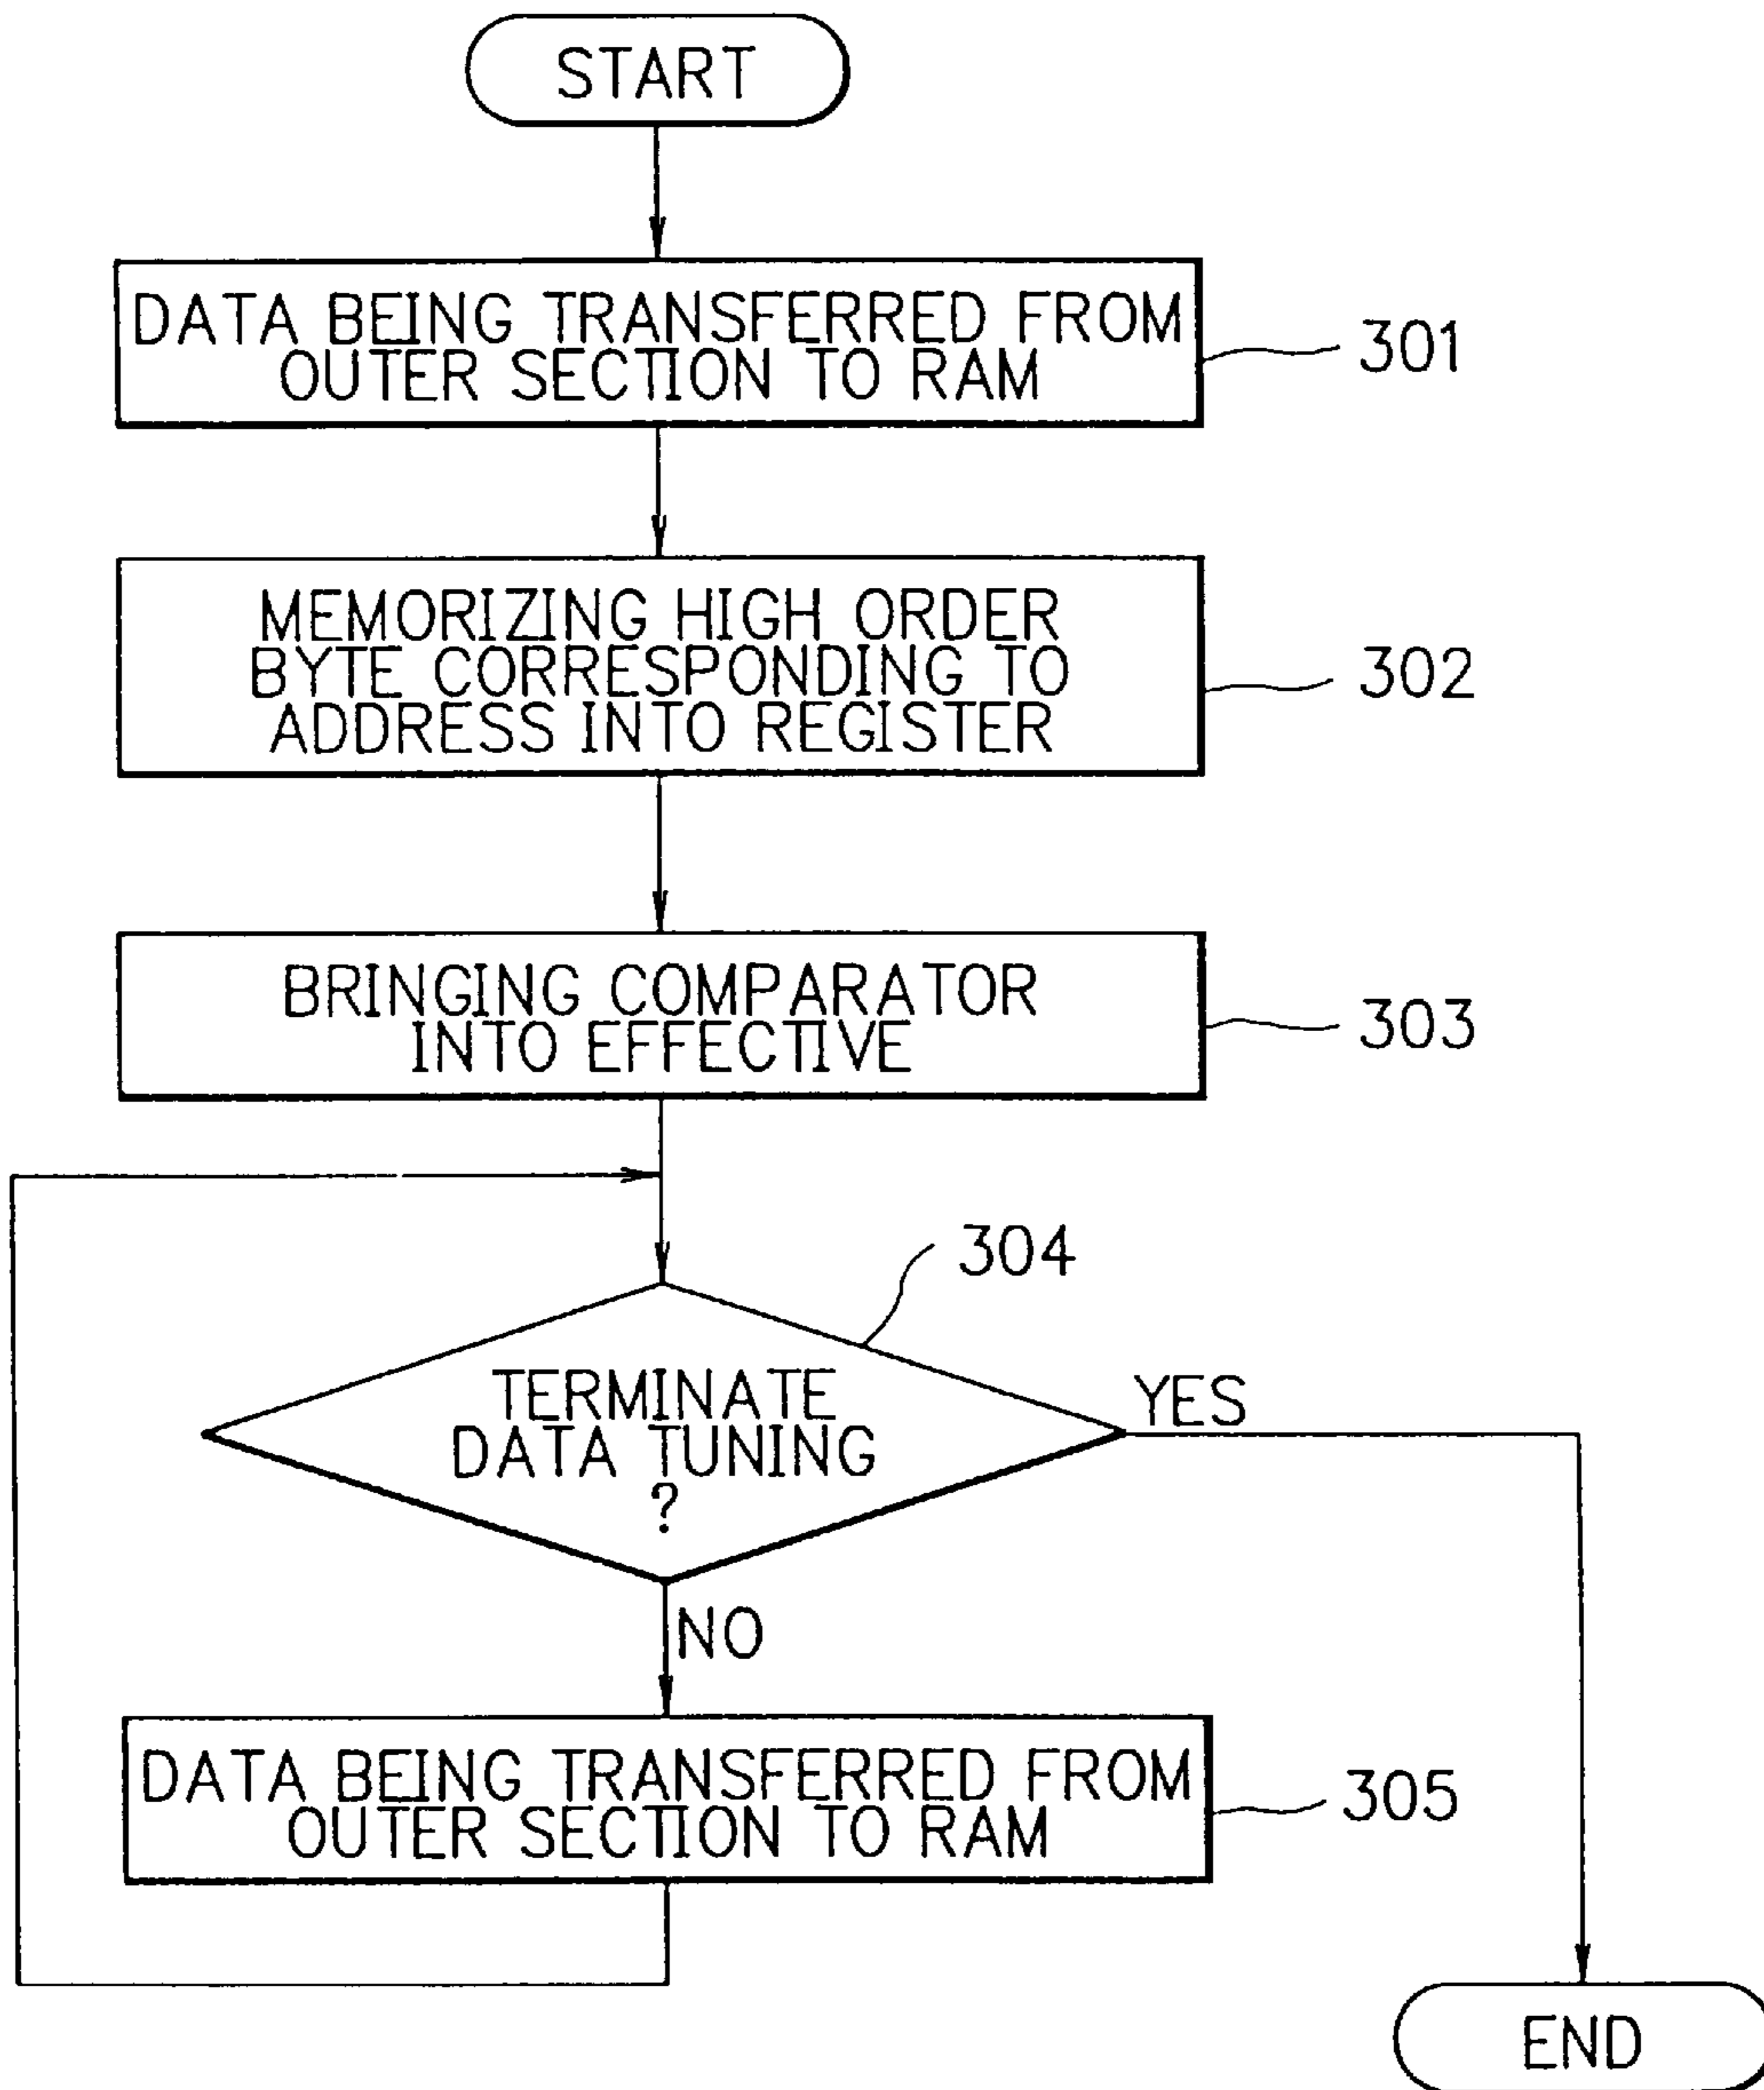 START
DATA BEING TRANSFERRED FROM
OUTER SECTION TO RAM
301
MEMORIZING HIGH ORDER
BYTE CORRESPONDING TO
ADDRESS INTO REGISTER
302
BRINGING COMPARATOR
INTO EFFECTIVE
303
304
TERMINATE
DATA TUNING
?
YES
NO
DATA BEING TRANSFERRED FROM
OUTER SECTION TO RAM
305
END